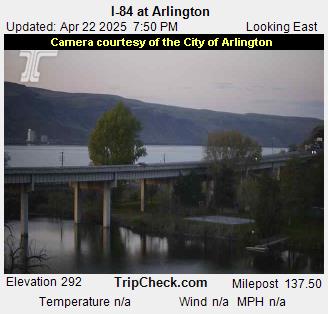 I-84 at Arlington
Updated: Apr 22 2025 7:50 PM Looking East
Camera courtesy of the City of Arlington
Elevation 292 TripCheck.com Milepost 137.50
Temperature n/a Wind n/a MPH n/a